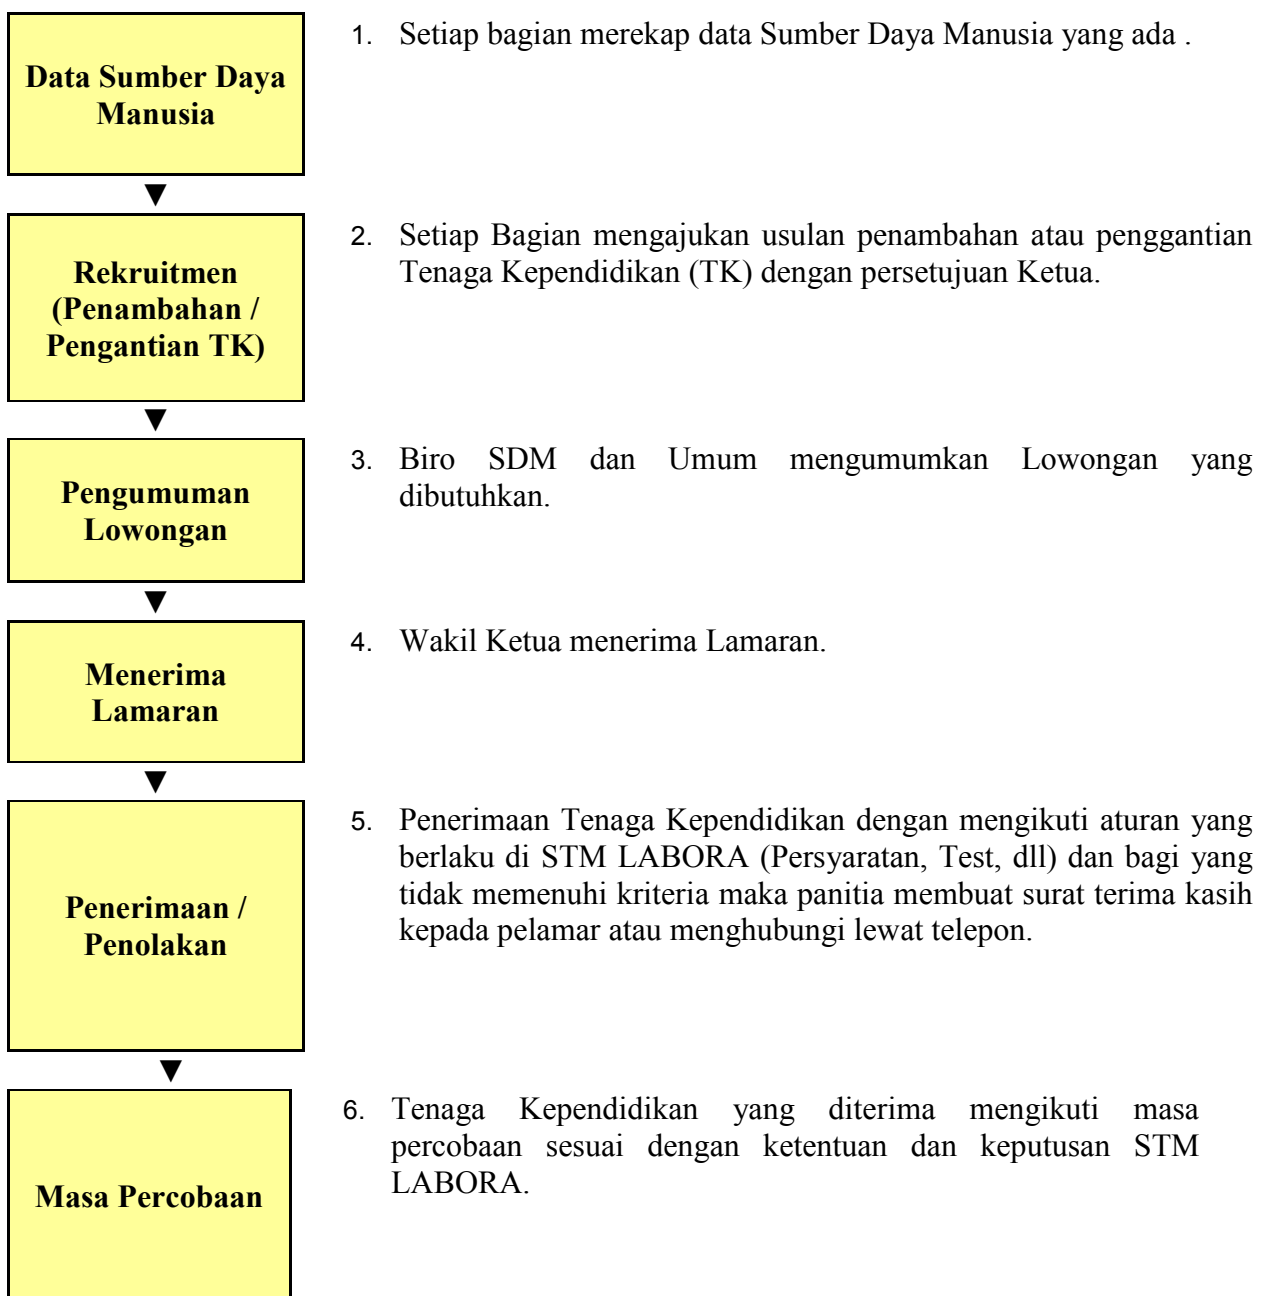 Data Sumber Daya
Manusia
1. Setiap bagian merekap data Sumber Daya Manusia yang ada .
▼
Rekruitmen
(Penambahan /
Pengantian TK)
2. Setiap Bagian mengajukan usulan penambahan atau penggantian
Tenaga Kependidikan (TK) dengan persetujuan Ketua.
▼
Pengumuman
Lowongan
3. Biro SDM dan Umum mengumumkan Lowongan yang
dibutuhkan.
▼
Menerima
Lamaran
4. Wakil Ketua menerima Lamaran.
▼
Penerimaan /
Penolakan
5. Penerimaan Tenaga Kependidikan dengan mengikuti aturan yang
berlaku di STM LABORA (Persyaratan, Test, dll) dan bagi yang
tidak memenuhi kriteria maka panitia membuat surat terima kasih
kepada pelamar atau menghubungi lewat telepon.
▼
Masa Percobaan
6. Tenaga Kependidikan yang diterima mengikuti masa
percobaan sesuai dengan ketentuan dan keputusan STM
LABORA.